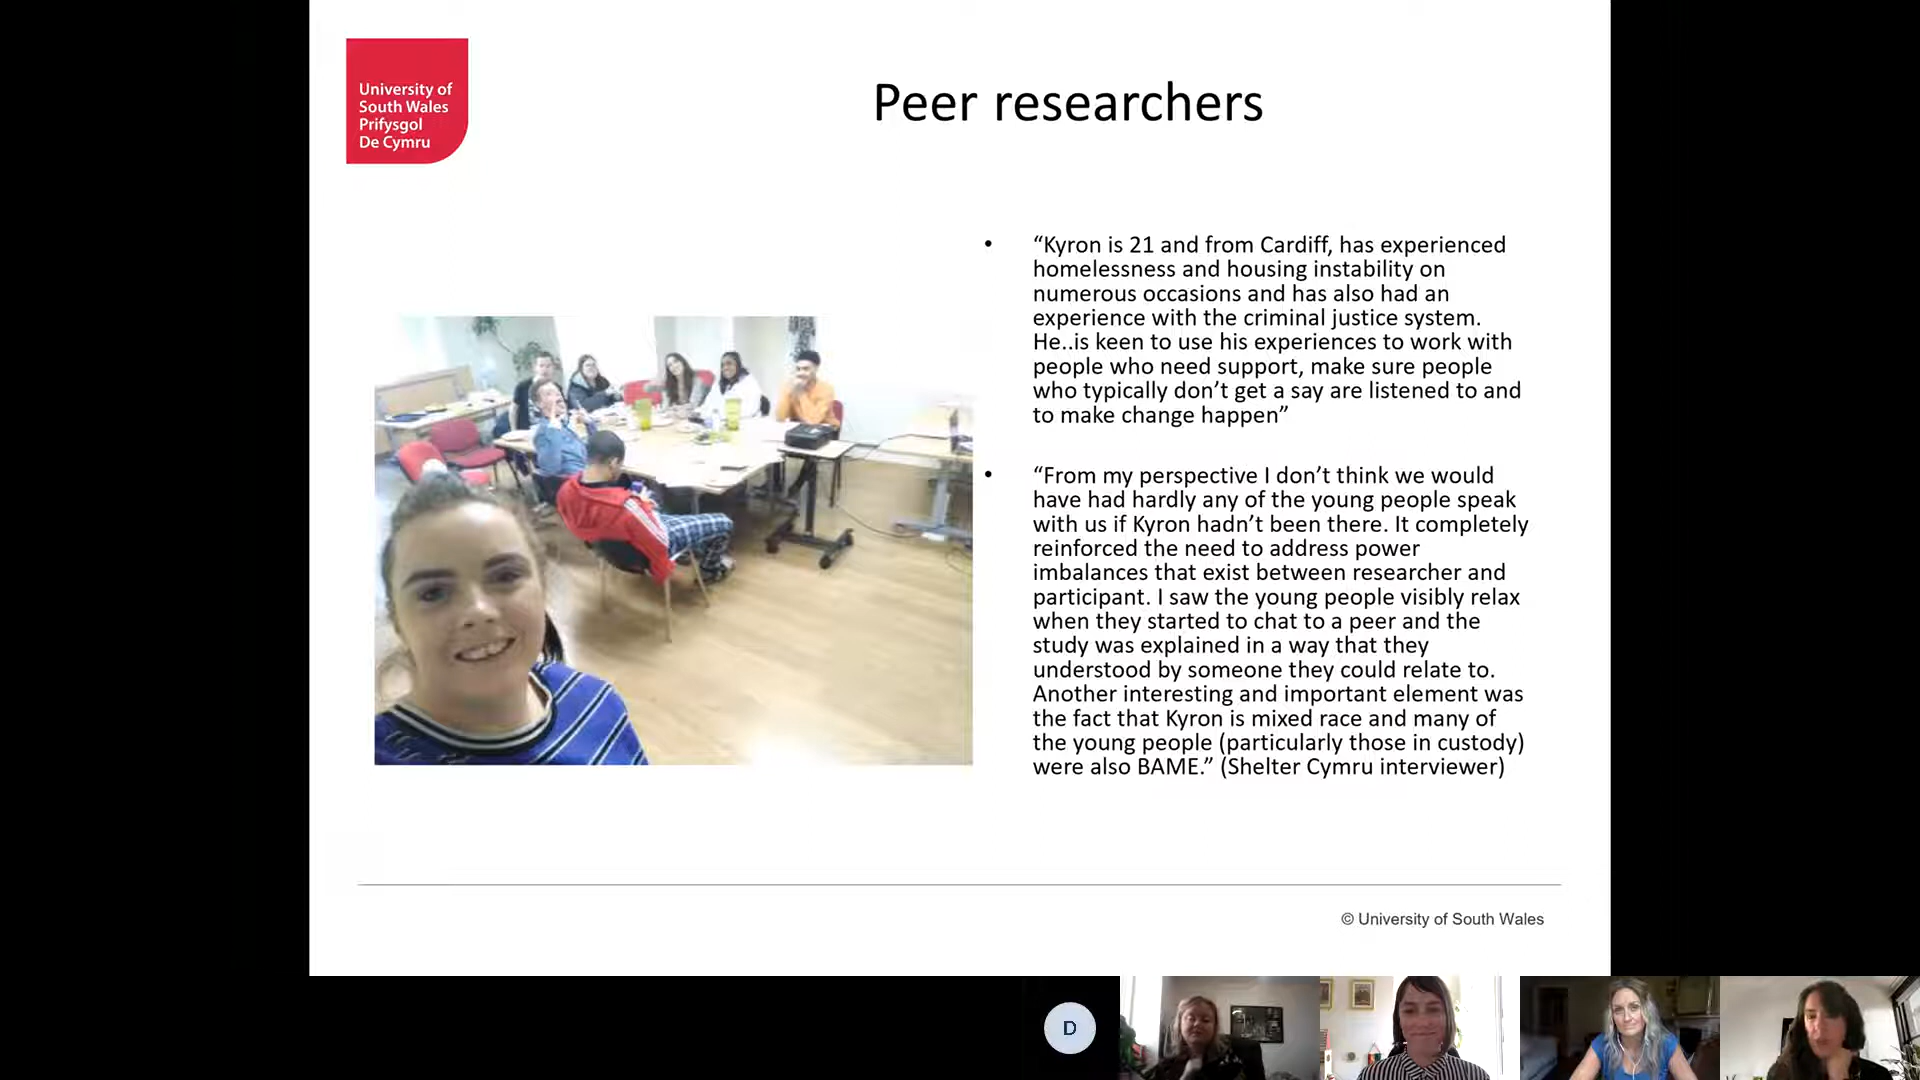 University of
South Wales
Prifysgol
De Cymru
Peer researchers
• “Kyron is 21 and from Cardiff, has experienced
homelessness and housing instability on
numerous occasions and has also had an
experience with the criminal justice system.
He..is keen to use his experiences to work with
people who need support, make sure people
who typically don’t get a say are listened to and
to make change happen”
• “From my perspective I don’t think we would
have had hardly any of the young people speak
with us if Kyron hadn’t been there. It completely
reinforced the need to address power
imbalances that exist between researcher and
participant. I saw the young people visibly relax
when they started to chat to a peer and the
study was explained in a way that they
understood by someone they could relate to.
Another interesting and important element was
the fact that Kyron is mixed race and many of
the young people (particularly those in custody)
were also BAME.” (Shelter Cymru interviewer)
© University of South Wales
D